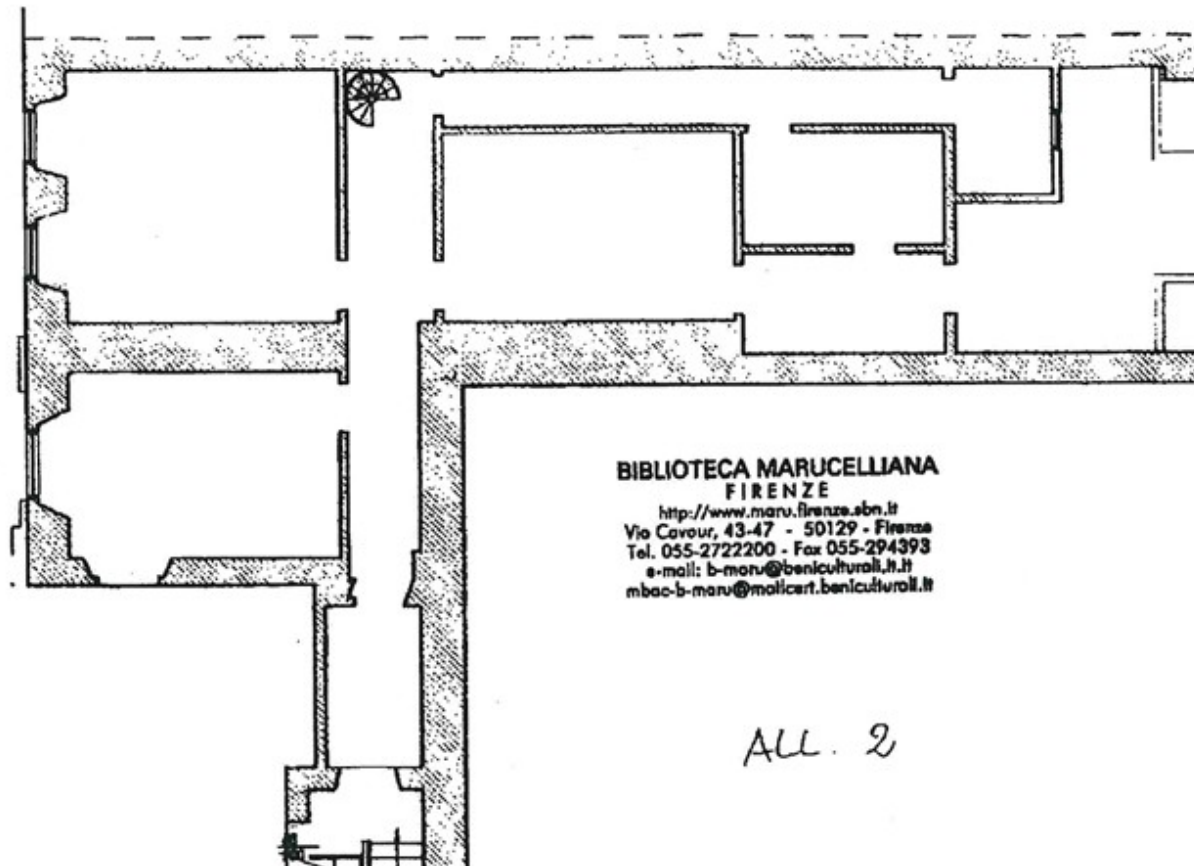 BIBLIOTECA MARUCELLIANA
FIRENZE
http://www.maru.firenze.sbn.it
Via Cavour, 43-47 - 50129 - Firenze
Tel. 055-2722200 - Fax 055-294393
e-mail: b-maru@beniculturali.it.it
mbac-b-maru@mailcert.beniculturali.it
ALL. 2